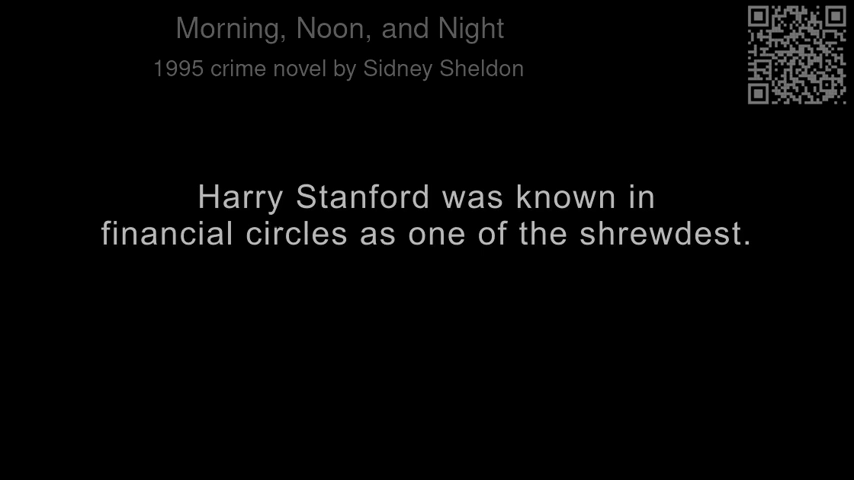 Morning, Noon, and Night
1995 crime novel by Sidney Sheldon
Harry Stanford was known in
financial circles as one of the shrewdest.